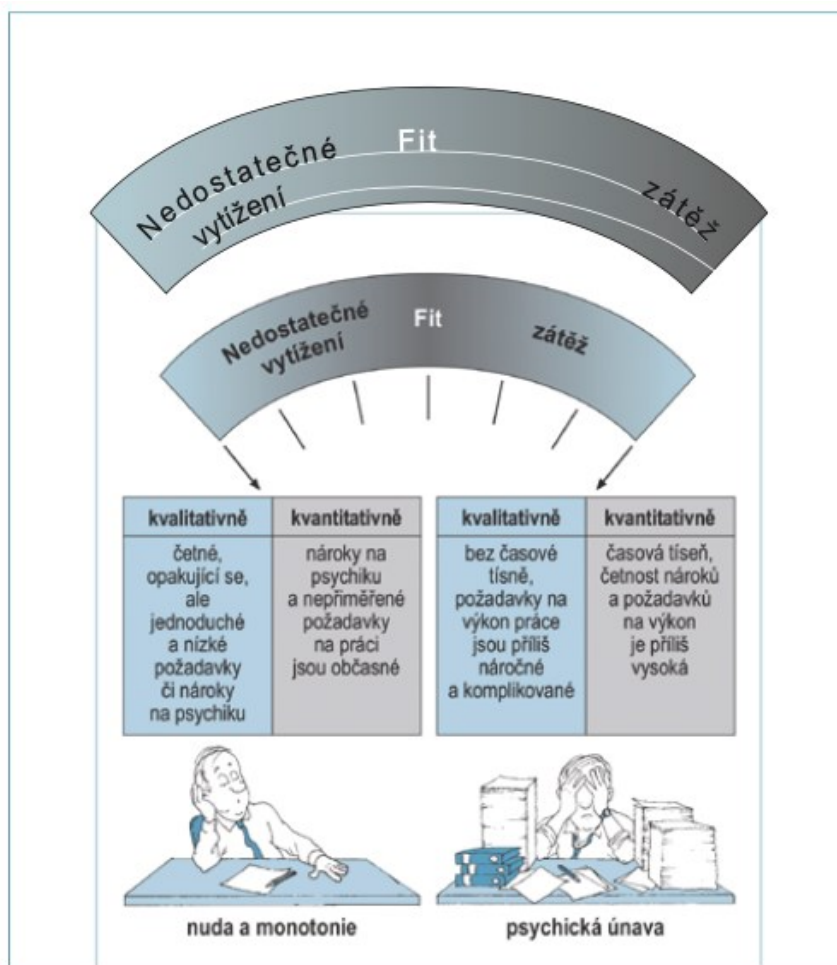 Nedostatečné
vytížení
Fit
zátěž
Nedostatečné
vytížení
Fit
zátěž
kvalitativně
četné,
opakující se,
ale
jednoduché
a nízké
požadavky
či nároky
na psychiku
kvantitativně
nároky na
psychiku
a nepřiměřené
požadavky
na práci
jsou občasné
kvalitativně
bez časové
tísně,
požadavky na
výkon práce
jsou příliš
náročné
a komplikované
kvantitativně
časová tíseň,
četnost nároků
a požadavků
na výkon
je příliš
vysoká
nuda a monotonie
psychická únava